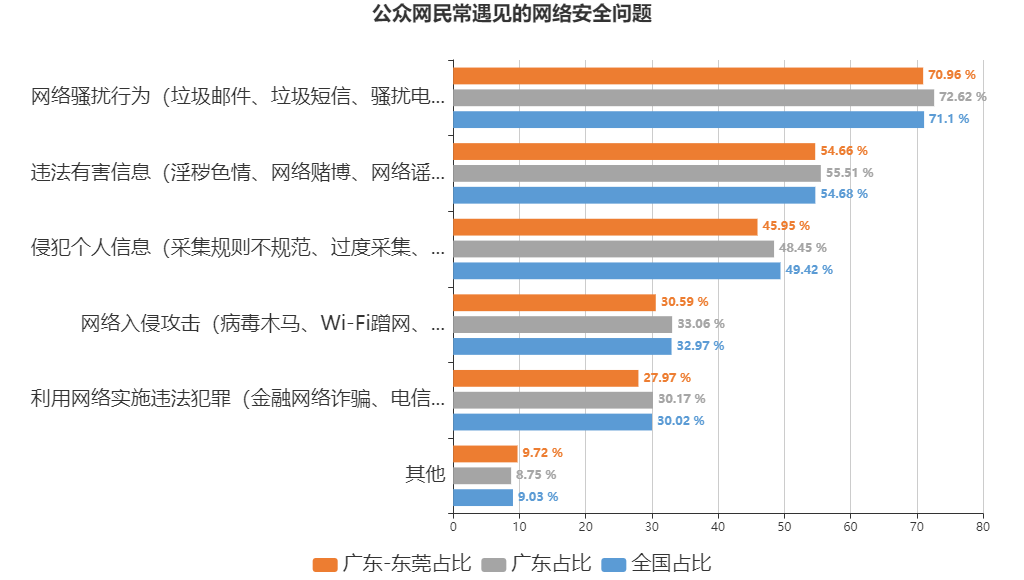 公众网民常遇见的网络安全问题
网络骚扰行为（垃圾邮件、垃圾短信、骚扰电...
70.96 %
72.62 %
71.1 %
违法有害信息（淫秽色情、网络赌博、网络谣...
54.66 %
55.51 %
54.68 %
侵犯个人信息（采集规则不规范、过度采集、...
45.95 %
48.45 %
49.42 %
网络入侵攻击（病毒木马、Wi-Fi蹭网、...
30.59 %
33.06 %
32.97 %
利用网络实施违法犯罪（金融网络诈骗、电信...
27.97 %
30.17 %
30.02 %
其他
9.72 %
8.75 %
9.03 %
0 10 20 30 40 50 60 70 80
广东-东莞占比 广东占比 全国占比